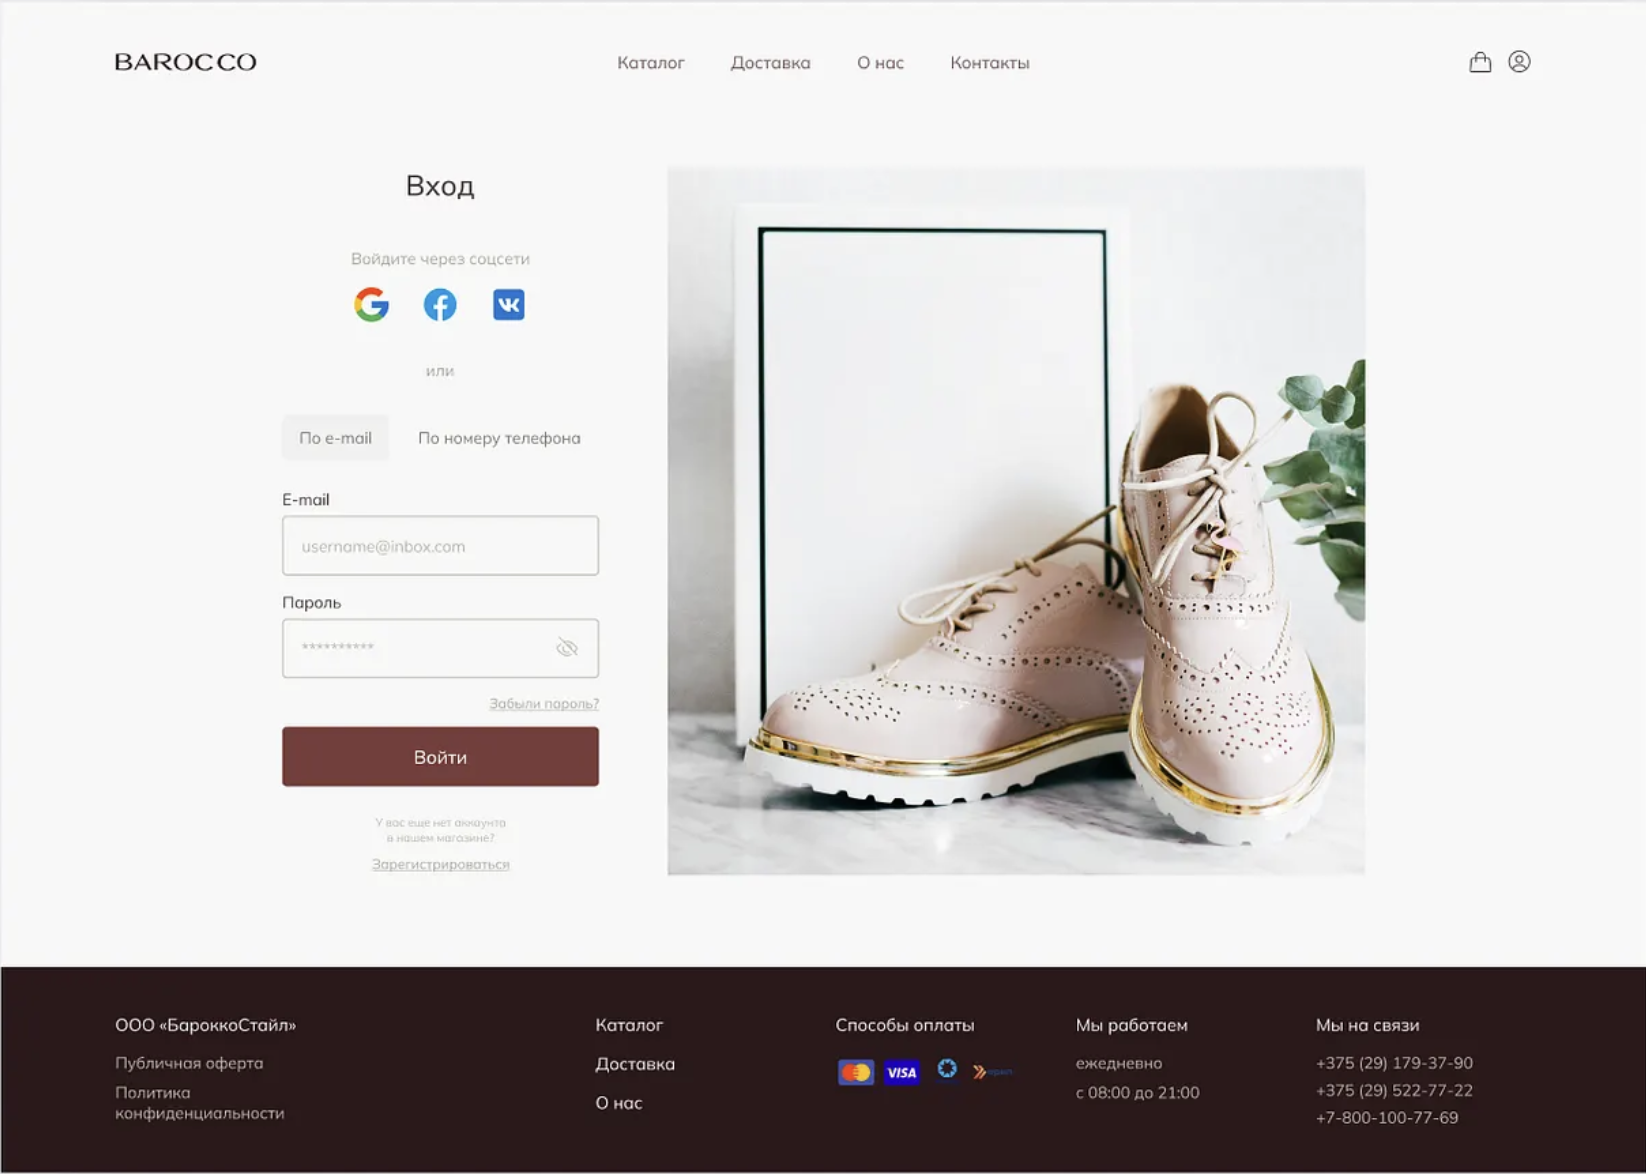 BAROCCO
Каталог
Доставка
О нас
Контакты
Вход
Войдите через соцсети
или
По e-mail
По номеру телефона
E-mail
username@inbox.com
Пароль
**********
Забыли пароль?
Войти
У вас еще нет аккаунта
в нашем магазине?
Зарегистрироваться
ООО «БароккоСтайл»
Публичная оферта
Политика
конфиденциальности
Каталог
Доставка
О нас
Способы оплаты
VISA
Мы работаем
ежедневно
с 08:00 до 21:00
Мы на связи
+375 (29) 179-37-90
+375 (29) 522-77-22
+7-800-100-77-69